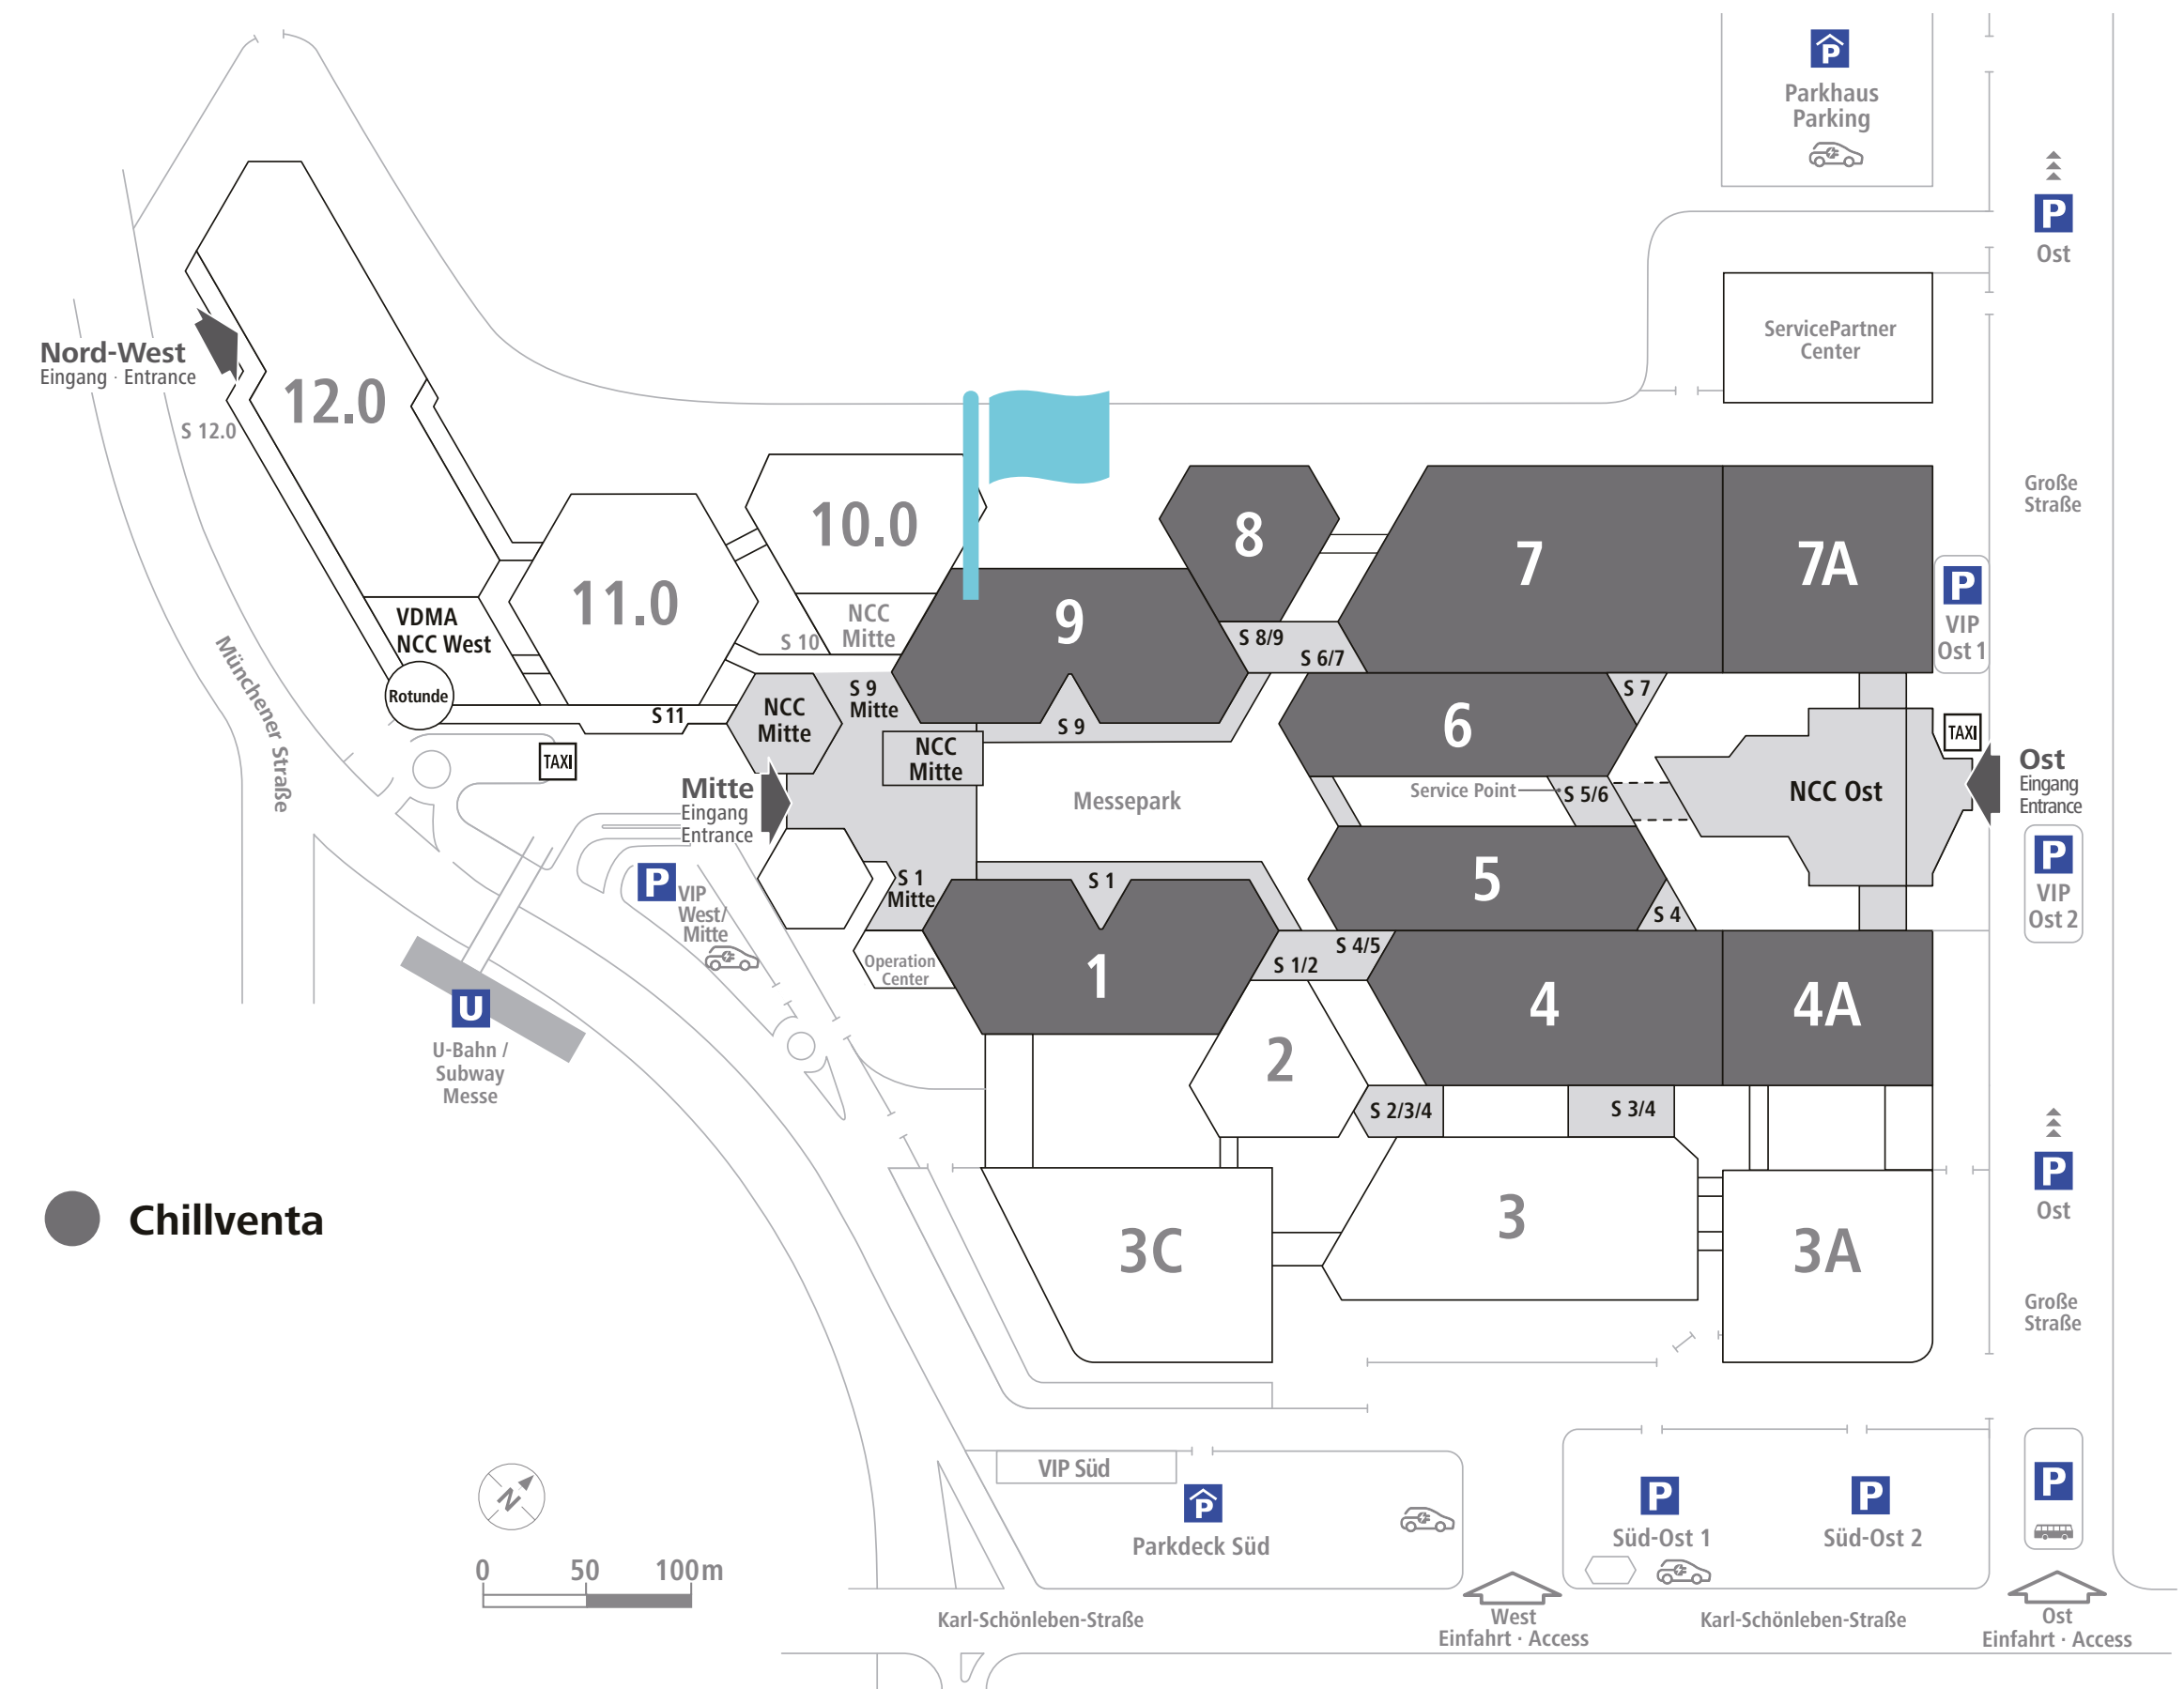 P
Parkhaus
Parking
P
Ost
ServicePartner
Center
Nord-West
Eingang · Entrance
S 12.0
12.0
Große
Straße
10.0
8
7
7A
11.0
P
VIP
Ost 1
VDMA
NCC West
NCC
Mitte
S 10
9
S 8/9
S 6/7
Rotunde
S 11
NCC
Mitte
S 9
Mitte
S 9
S 7
6
NCC
Mitte
TAXI
TAXI
Münchener Straße
Mitte
Eingang
Entrance
Messepark
Service Point
S 5/6
NCC Ost
Ost
Eingang
Entrance
P
VIP
West/
Mitte
S 1
Mitte
S 1
5
S 4
P
VIP
Ost 2
Operation
Center
1
S 1/2
S 4/5
4
4A
U
U-Bahn /
Subway
Messe
2
S 2/3/4
S 3/4
P
Ost
Chillventa
3C
3
3A
Große
Straße
VIP Süd
P
Parkdeck Süd
P
Süd-Ost 1
P
Süd-Ost 2
P
N
0
50
100m
Karl-Schönleben-Straße
West
Einfahrt · Access
Karl-Schönleben-Straße
Ost
Einfahrt · Access